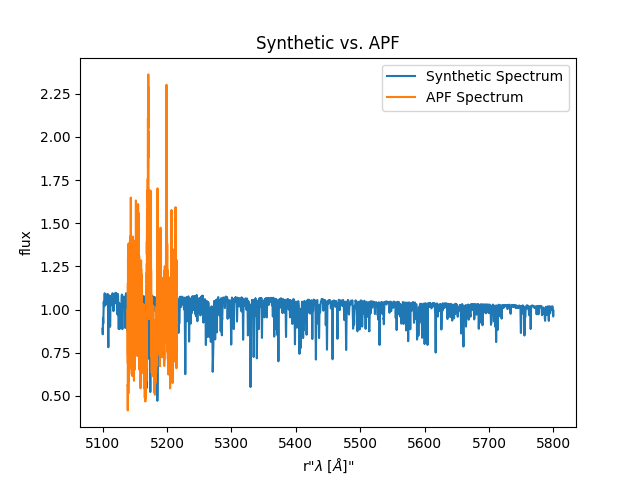 Synthetic vs. APF
Synthetic Spectrum
APF Spectrum
2.25
2.00
1.75
1.50
1.25
1.00
0.75
0.50
flux
5100 5200 5300 5400 5500 5600 5700 5800
r"λ [Å]"